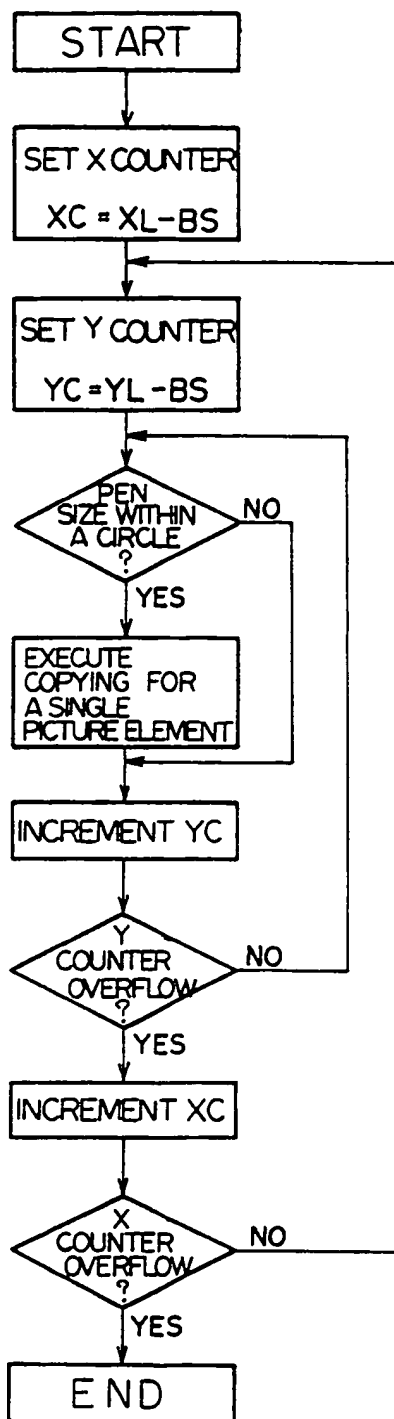 START
SET X COUNTER
XC = XL-BS
SET Y COUNTER
YC = YL-BS
PEN
SIZE WITHIN
A CIRCLE
?
NO
YES
EXECUTE
COPYING FOR
A SINGLE
PICTURE ELEMENT
INCREMENT YC
Y
COUNTER
OVERFLOW
?
NO
YES
INCREMENT XC
X
COUNTER
OVERFLOW
?
NO
YES
END